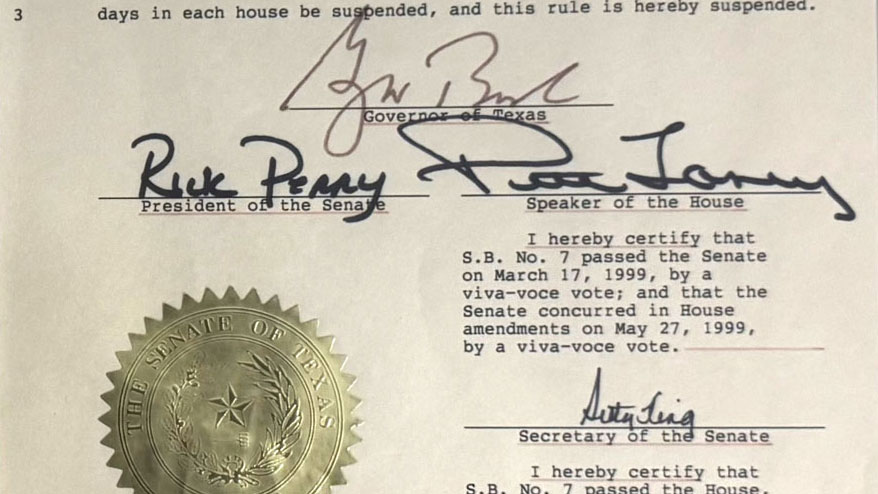 3 days in each house be suspended, and this rule is hereby suspended.
Governor of Texas
Rick Perry
President of the Senate
Speaker of the House
I hereby certify that
S.B. No. 7 passed the Senate
on March 17, 1999, by a
viva-voce vote; and that the
Senate concurred in House
amendments on May 27, 1999,
by a viva-voce vote.
THE SENATE OF TEXAS
Secretary of the Senate
I hereby certify that
S.B. No. 7 passed the House,